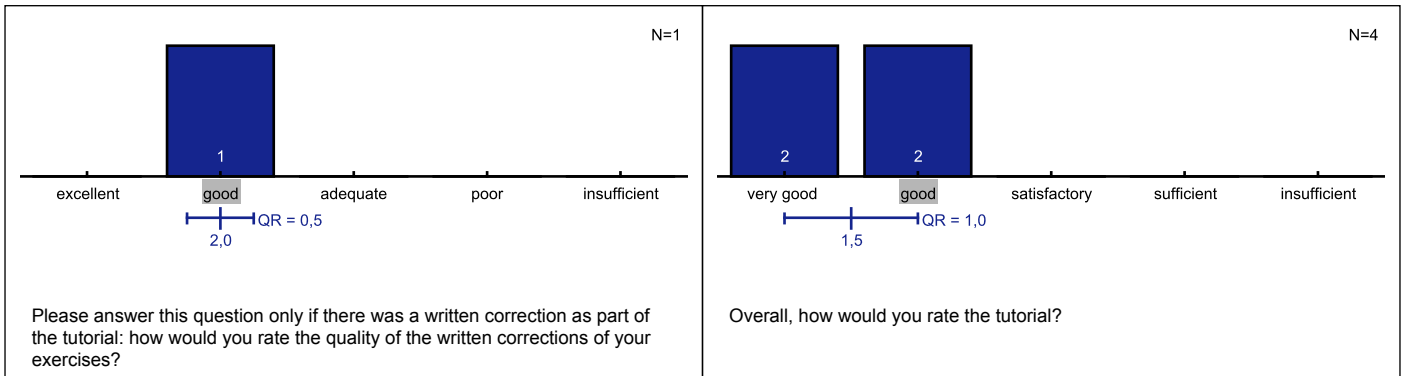 N=1
1
excellent good adequate poor insufficient
QR = 0,5
2,0
Please answer this question only if there was a written correction as part of
the tutorial: how would you rate the quality of the written corrections of your
exercises?
N=4
2 2
very good good satisfactory sufficient insufficient
QR = 1,0
1,5
Overall, how would you rate the tutorial?